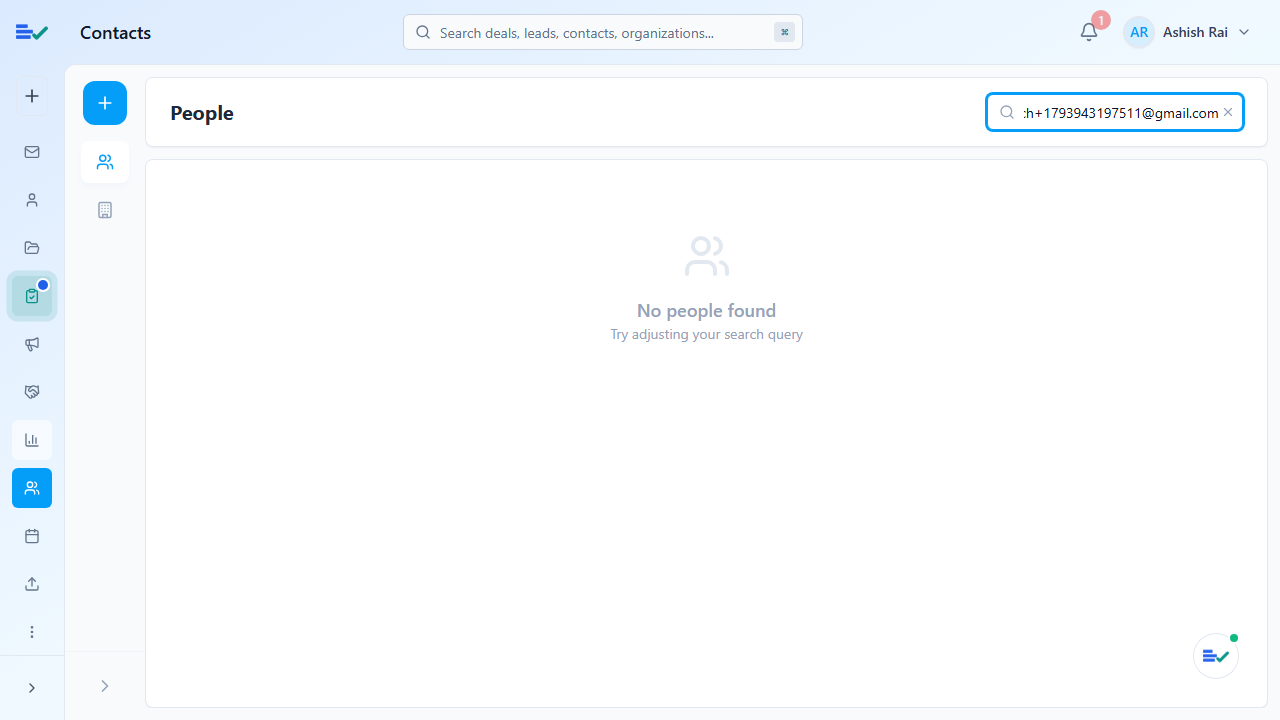 Contacts
Search deals, leads, contacts, organizations...
⌘
1
AR
Ashish Rai
People
:h+1793943197511@gmail.com
No people found
Try adjusting your search query